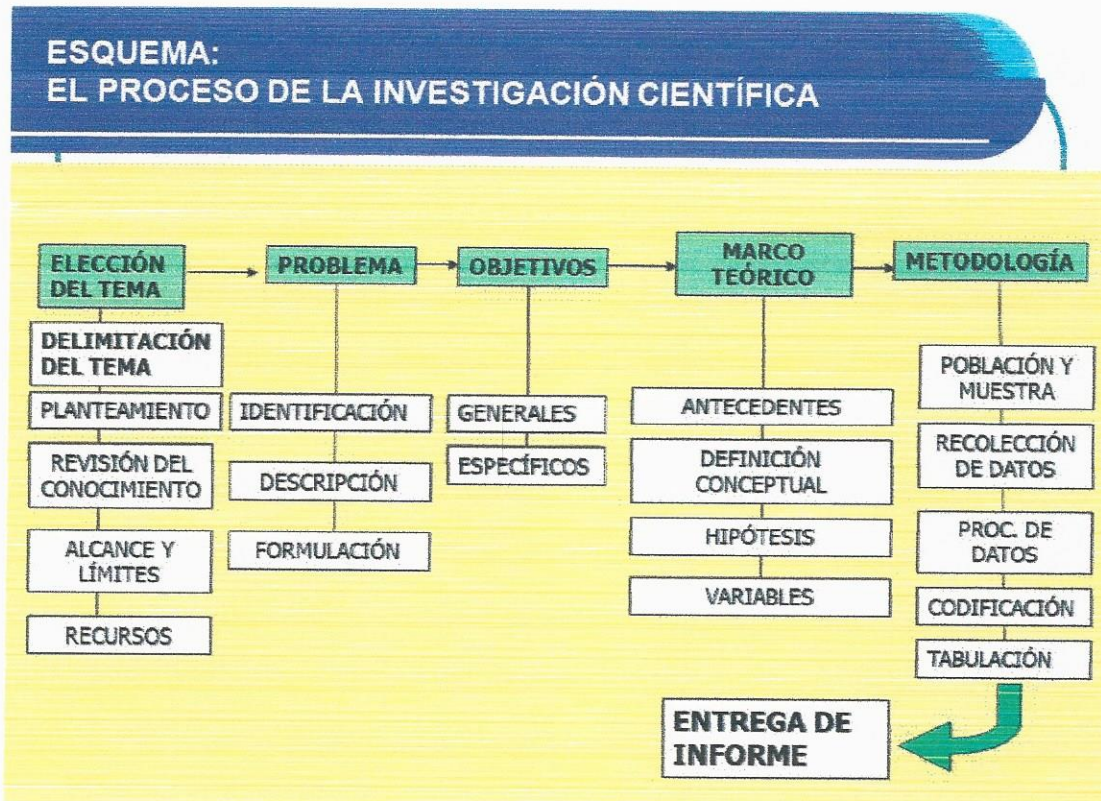 ESQUEMA:
EL PROCESO DE LA INVESTIGACIÓN CIENTÍFICA
ELECCIÓN
DEL TEMA
DELIMITACIÓN
DEL TEMA
PLANTEAMIENTO
REVISIÓN DEL
CONOCIMIENTO
ALCANCE Y
LÍMITES
RECURSOS
PROBLEMA
IDENTIFICACIÓN
DESCRIPCIÓN
FORMULACIÓN
OBJETIVOS
GENERALES
ESPECÍFICOS
MARCO
TEÓRICO
ANTECEDENTES
DEFINICIÓN
CONCEPTUAL
HIPÓTESIS
VARIABLES
METODOLOGÍA
POBLACIÓN Y
MUESTRA
RECOLECCIÓN
DE DATOS
PROC. DE
DATOS
CODIFICACIÓN
TABULACIÓN
ENTREGA DE
INFORME